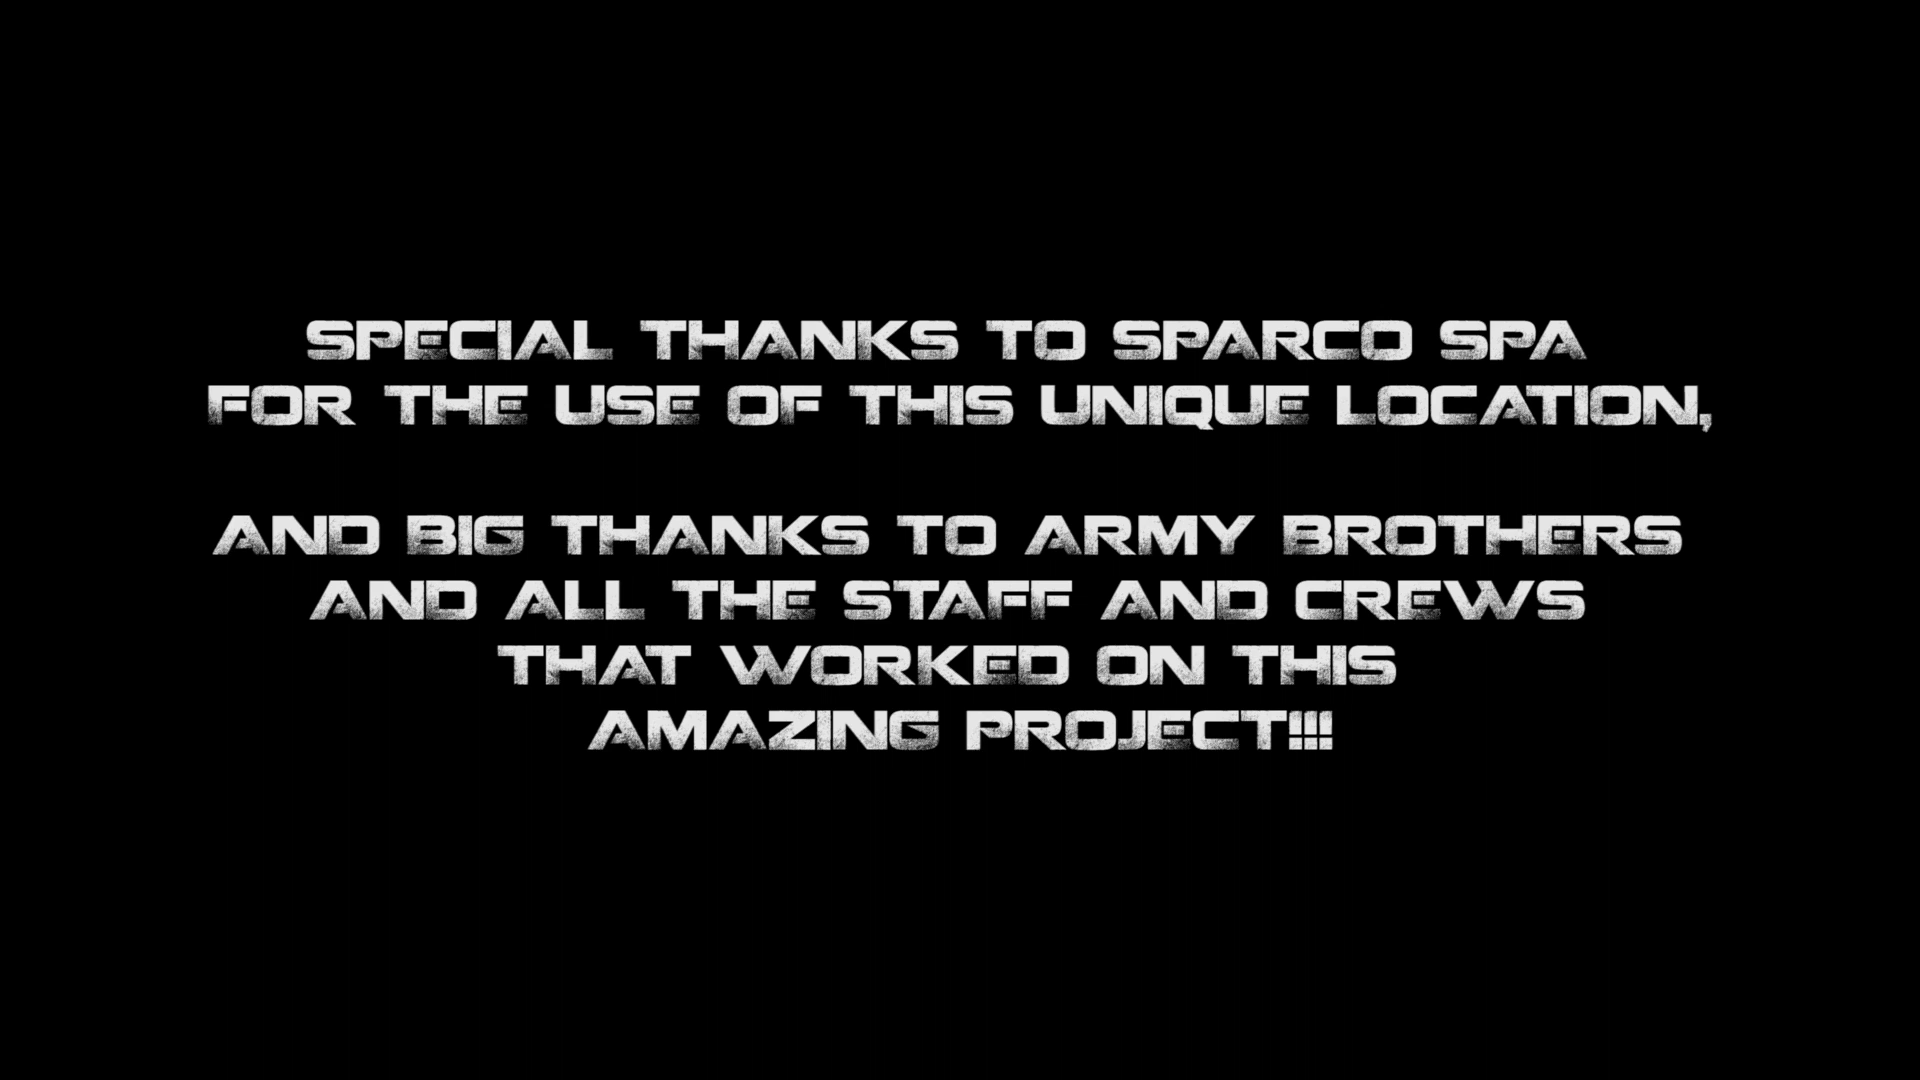 SPECIAL THANKS TO SPARCO SPA
FOR THE USE OF THIS UNIQUE LOCATION,
AND BIG THANKS TO ARMY BROTHERS
AND ALL THE STAFF AND CREWS
THAT WORKED ON THIS
AMAZING PROJECT!!!